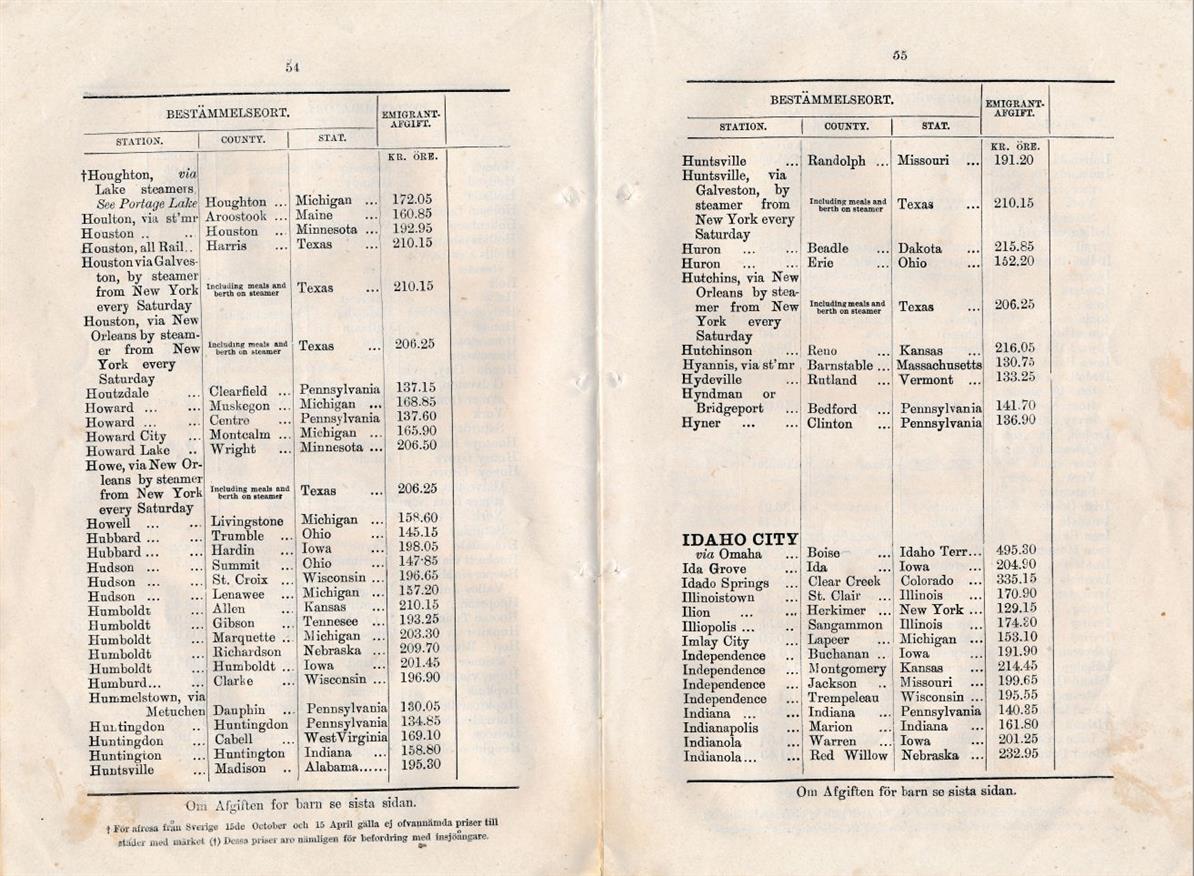 54
BESTÄMMELSEORT. EMIGRANT-AFGIFT.
STATION. COUNTY. STAT.
KR. ÖRE.
†Houghton, via
Lake steamers
See Portage Lake Houghton ... Michigan ... 172.05
Houlton, via st'mr Aroostook ... Maine ... 160.85
Houston .. .. Houston ... Minnesota ... 192.95
Houston, all Rail.. Harris ... Texas ... 210.15
Houston via Galves-
ton, by steamer
from New York Including meals and berth on steamer Texas ... 210.15
every Saturday
Houston, via New
Orleans by steam-
er from New Including meals and berth on steamer Texas ... 206.25
York every
Saturday
Houtzdale ... Clearfield ... Pennsylvania 137.15
Howard ... ... Muskegon ... Michigan ... 168.85
Howard ... ... Centre ... Pennsylvania 137.60
Howard City ... Montcalm ... Michigan ... 165.90
Howard Lake .. Wright ... Minnesota ... 206.50
Howe, via New Or-
leans by steamer
from New York Including meals and berth on steamer Texas ... 206.25
every Saturday
Howell ... ... Livingstone Michigan ... 158.60
Hubbard ... ... Trumble ... Ohio ... 145.15
Hubbard ... ... Hardin ... Iowa ... 198.05
Hudson ... ... Summit ... Ohio ... 147.85
Hudson ... ... St. Croix ... Wisconsin ... 196.65
Hudson ... ... Lenawee ... Michigan ... 157.20
Humboldt ... Allen ... Kansas ... 210.15
Humboldt ... Gibson ... Tennesee ... 193.25
Humboldt ... Marquette .. Michigan ... 203.30
Humboldt ... Richardson Nebraska ... 209.70
Humboldt ... Humboldt ... Iowa ... 201.45
Humburd... ... Clarke ... Wisconsin ... 196.90
Hummelstown, via
Metuchen Dauphin ... Pennsylvania 130.05
Huntingdon .. Huntingdon Pennsylvania 134.85
Huntingdon ... Cabell ... West Virginia 169.10
Huntington ... Huntington Indiana ... 158.80
Huntsville ... Madison .. Alabama...... 195.30
Om Afgiften for barn se sista sidan.
† För afresa från Sverige 15de October och 15 April gälla ej ofvannämda priser till
städer med märket (†) Dessa priser aro nämligen för befordring med insjöångare.
55
BESTÄMMELSEORT. EMIGRANT-AFGIFT.
STATION. COUNTY. STAT.
KR. ÖRE.
Huntsville ... Randolph ... Missouri ... 191.20
Huntsville, via
Galveston, by
steamer from Including meals and berth on steamer Texas ... 210.15
New York every
Saturday
Huron ... ... Beadle ... Dakota ... 215.85
Huron ... ... Erie ... Ohio ... 152.20
Hutchins, via New
Orleans by stea-
mer from New Including meals and berth on steamer Texas ... 206.25
York every
Saturday
Hutchinson ... Reno ... Kansas ... 216.05
Hyannis, via st'mr Barnstable ... Massachusetts 130.75
Hydeville ... Rutland ... Vermont ... 133.25
Hyndman or
Bridgeport ... Bedford ... Pennsylvania 141.70
Hyner ... ... Clinton ... Pennsylvania 136.90
IDAHO CITY
via Omaha ... Boise ... Idaho Terr... 495.30
Ida Grove ... Ida ... Iowa ... 204.90
Idado Springs ... Clear Creek Colorado ... 335.15
Illinoistown ... St. Clair ... Illinois ... 170.90
Ilion ... ... Herkimer ... New York ... 129.15
Illiopolis ... .. Sangammon Illinois ... 174.80
Imlay City ... Lapeer ... Michigan ... 153.10
Independence .. Buchanan .. Iowa ... 191.90
Independence ... Montgomery Kansas ... 214.45
Independence ... Jackson .. Missouri ... 199.65
Independence ... Trempeleau Wisconsin ... 195.55
Indiana ... ... Indiana ... Pennsylvania 140.35
Indianapolis ... Marion ... Indiana ... 161.80
Indianola ... Warren ... Iowa ... 201.25
Indianola... ... Red Willow Nebraska ... 232.95
Om Afgiften för barn se sista sidan.